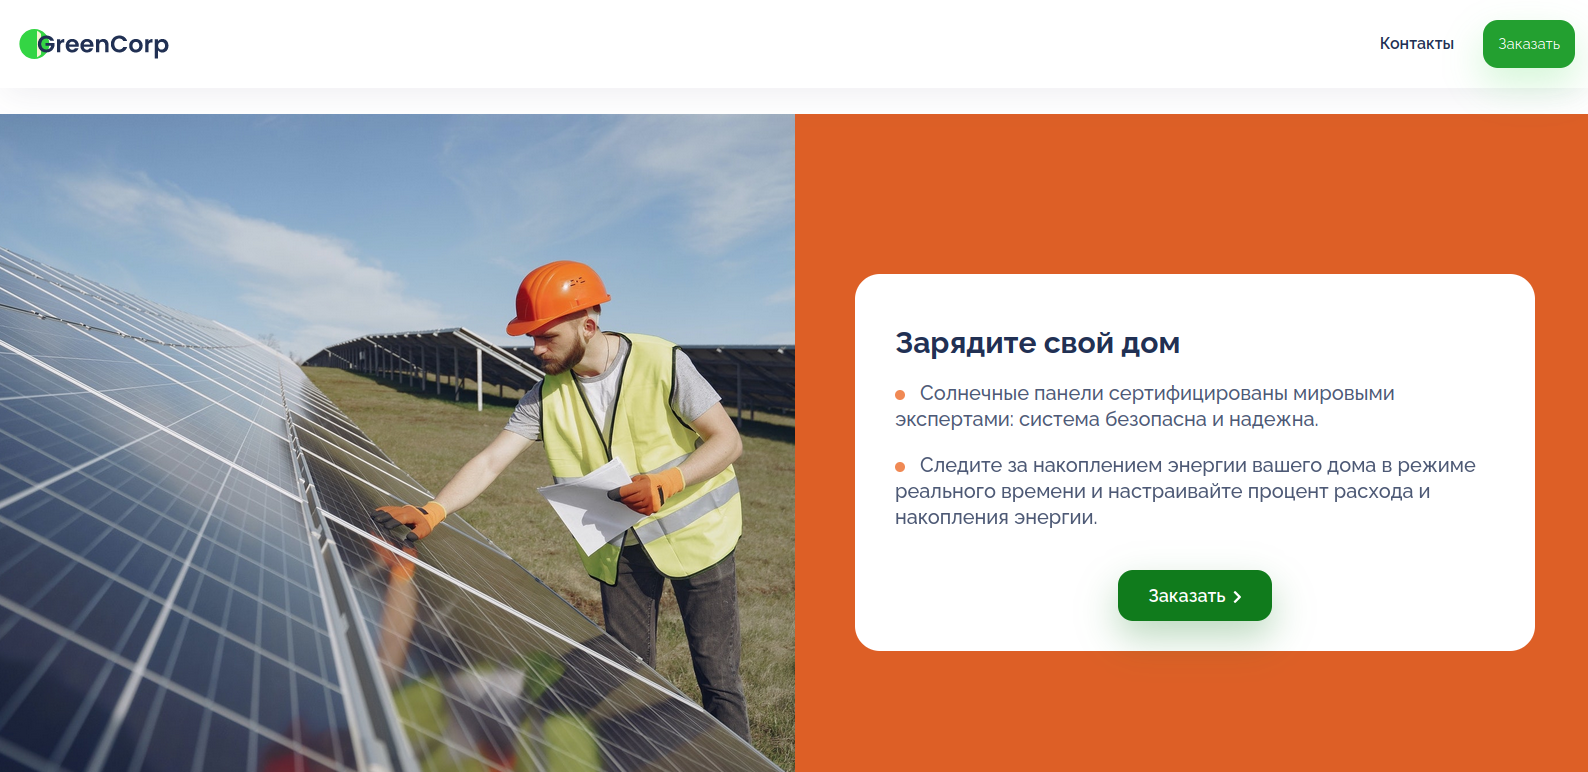 GreenCorp
Контакты
Заказать
Зарядите свой дом
Солнечные панели сертифицированы мировыми
экспертами: система безопасна и надежна.
Следите за накоплением энергии вашего дома в режиме
реального времени и настраивайте процент расхода и
накопления энергии.
Заказать